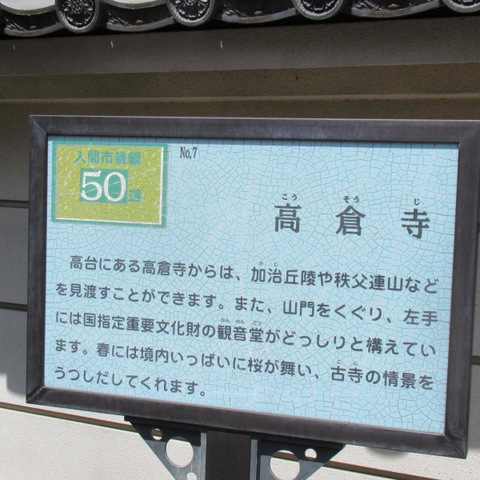 入間市景観
50選
No.7
こう そう じ
高倉寺
高台にある高倉寺からは、加治丘陵や秩父連山など
を見渡すことができます。また、山門をくぐり、左手
には国指定重要文化財の観音堂がどっしりと構えてい
ます。春には境内いっぱいに桜が舞い、古寺の情景を
うつしだしてくれます。